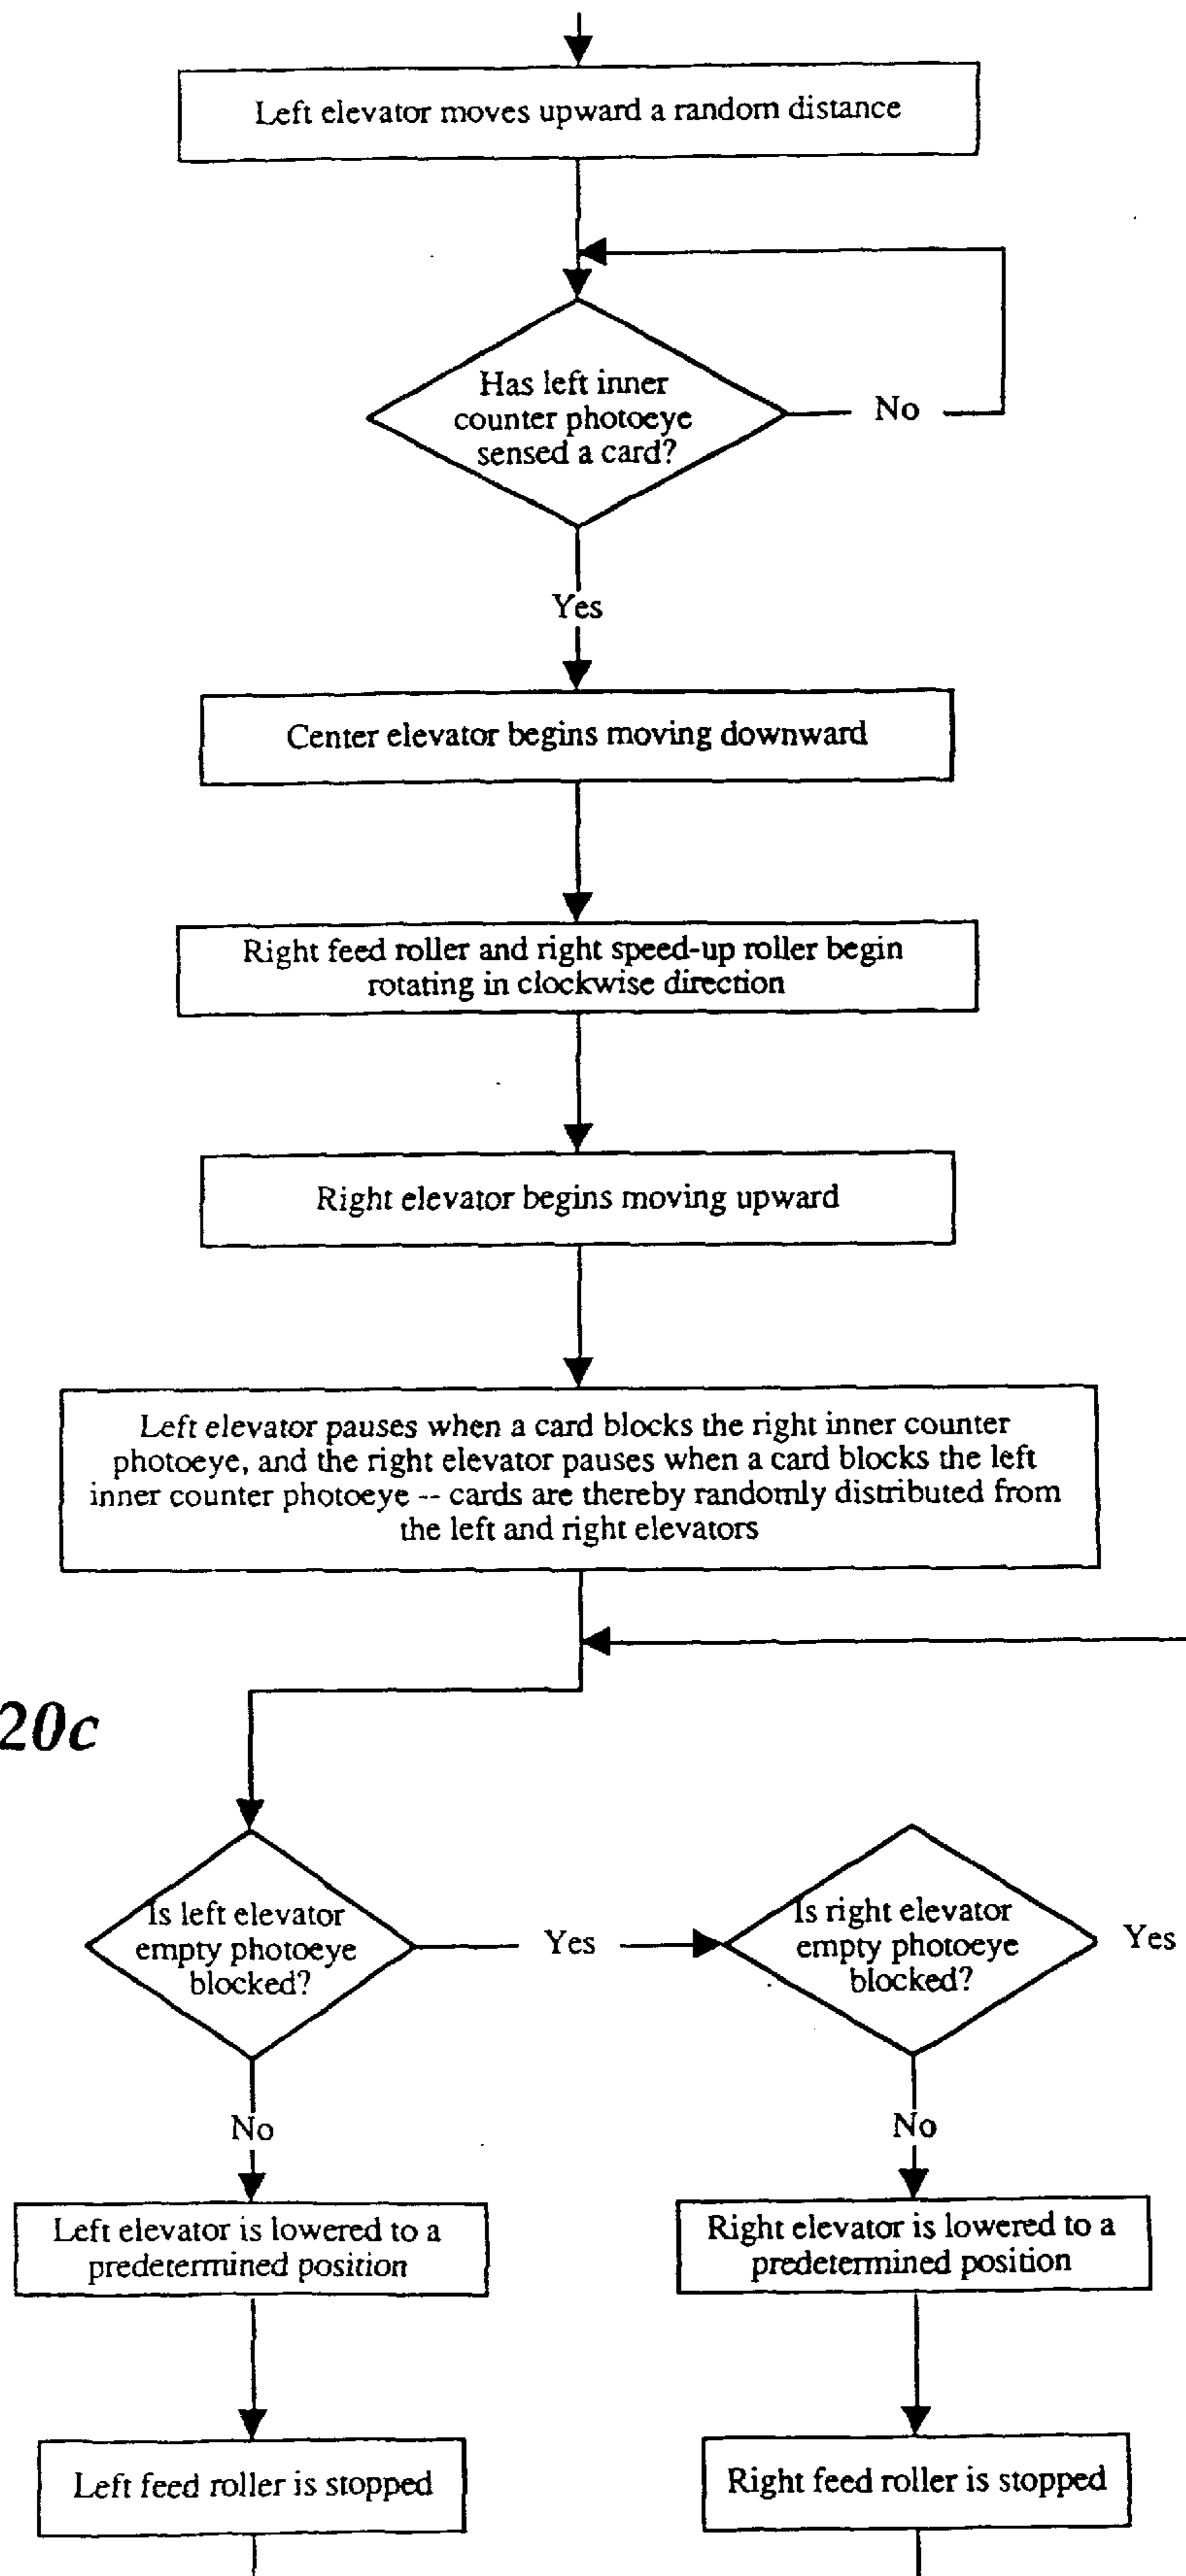 Left elevator moves upward a random distance
Has left inner
counter photoeye
sensed a card?
No
Yes
Center elevator begins moving downward
Right feed roller and right speed-up roller begin
rotating in clockwise direction
Right elevator begins moving upward
Left elevator pauses when a card blocks the right inner counter
photoeye, and the right elevator pauses when a card blocks the left
inner counter photoeye -- cards are thereby randomly distributed from
the left and right elevators
20c
Is left elevator
empty photoeye
blocked?
Yes
Is right elevator
empty photoeye
blocked?
Yes
No
No
Left elevator is lowered to a
predetermined position
Right elevator is lowered to a
predetermined position
Left feed roller is stopped
Right feed roller is stopped